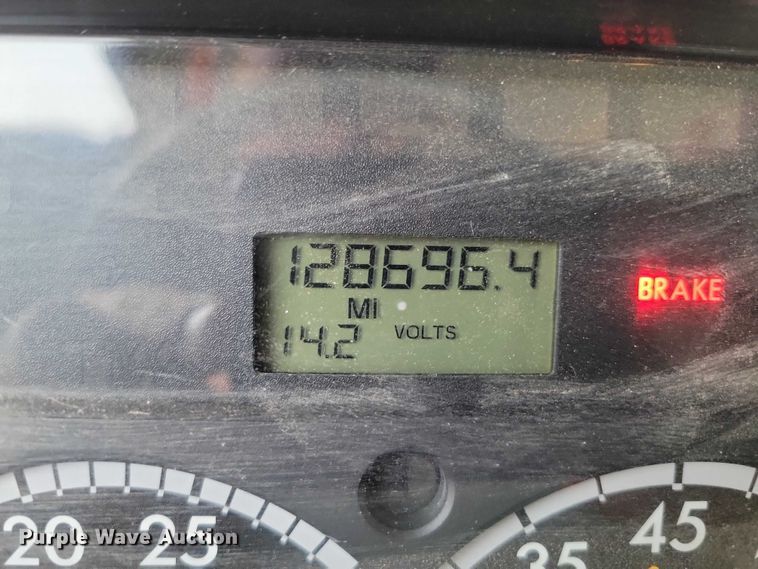 128696.4
MI
14.2 VOLTS
BRAKE
20 25
35 45
Purple Wave Auction